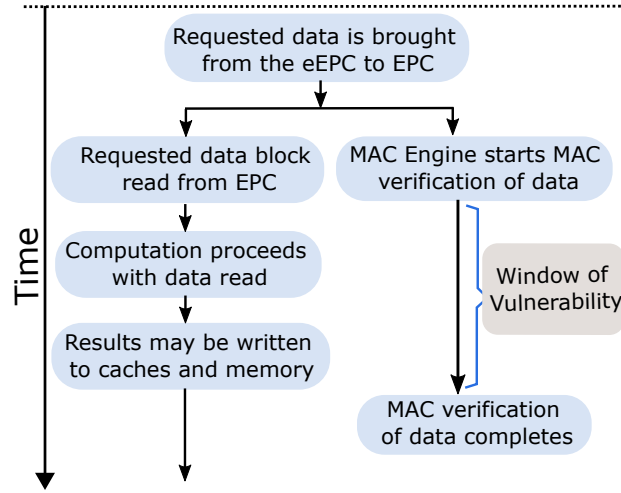 Requested data is brought
from the eEPC to EPC
Requested data block
read from EPC
MAC Engine starts MAC
verification of data
Computation proceeds
with data read
Time
Window of
Vulnerability
Results may be written
to caches and memory
MAC verification
of data completes